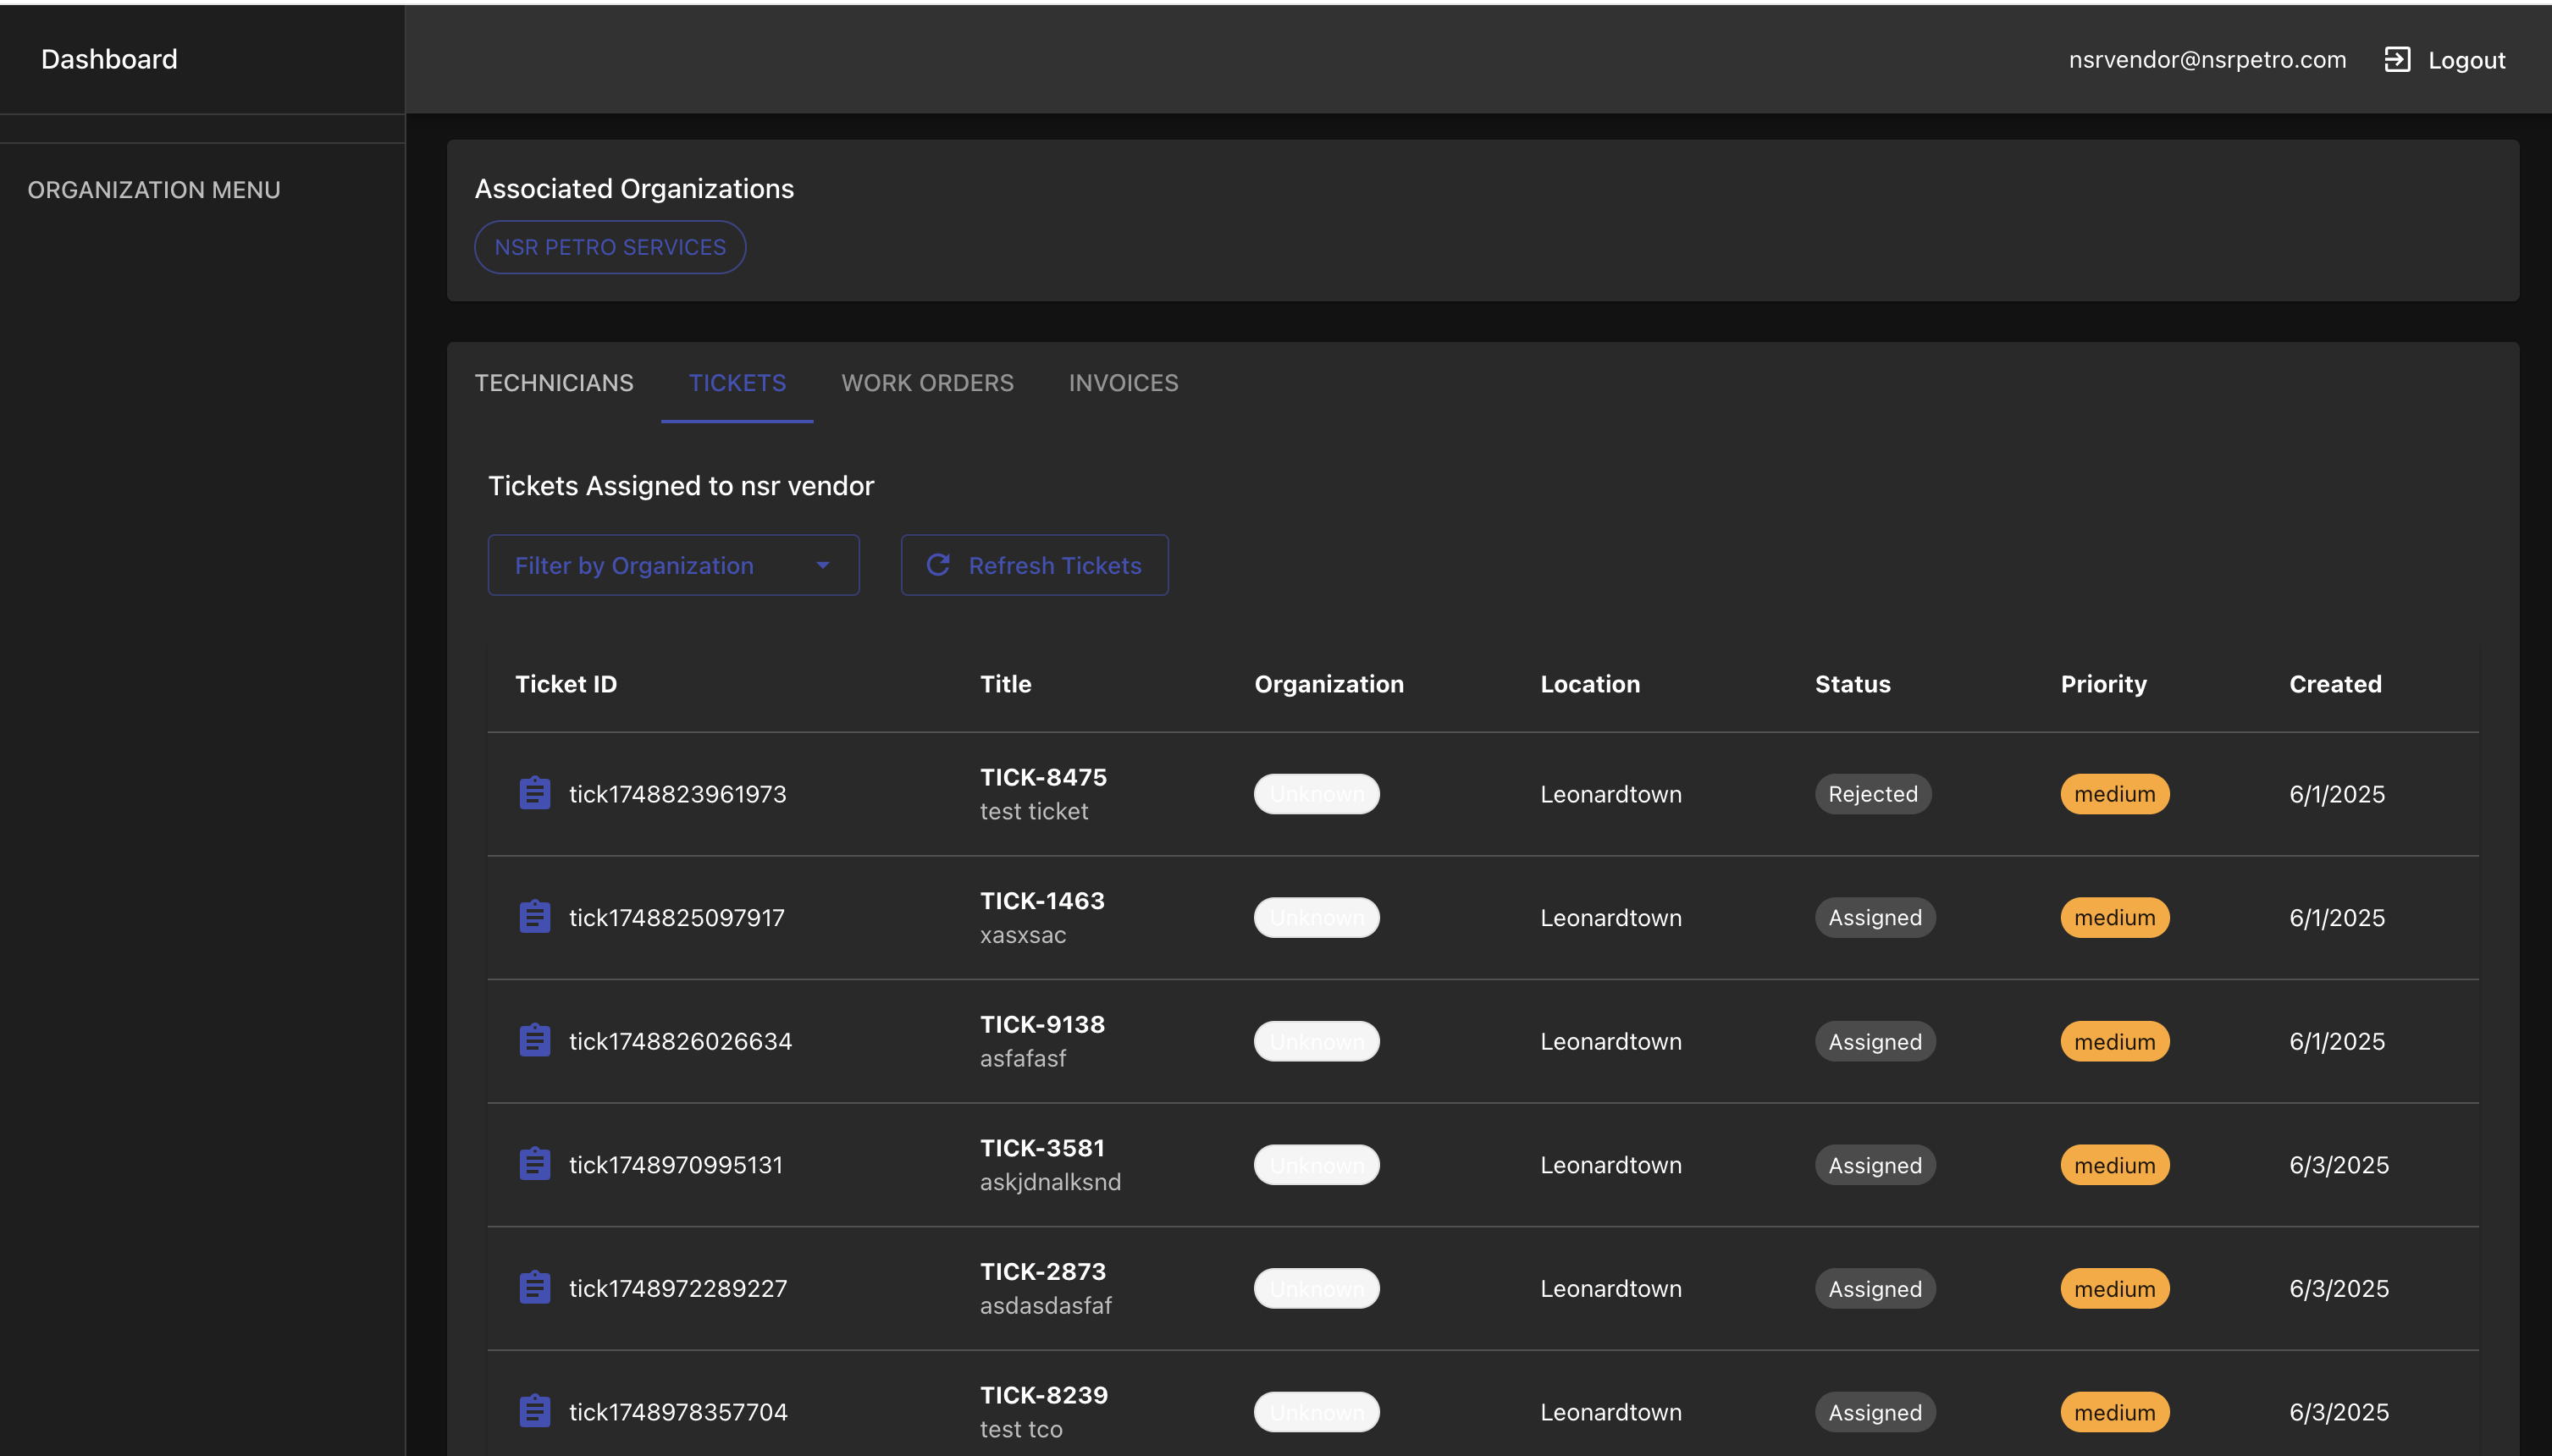 Dashboard
nsrvendor@nsrpetro.com Logout
ORGANIZATION MENU
Associated Organizations
NSR PETRO SERVICES
TECHNICIANS TICKETS WORK ORDERS INVOICES
Tickets Assigned to nsr vendor
Filter by Organization Refresh Tickets
Ticket ID Title Organization Location Status Priority Created
tick1748823961973 TICK-8475 Unknown Leonardtown Rejected medium 6/1/2025
test ticket
tick1748825097917 TICK-1463 Unknown Leonardtown Assigned medium 6/1/2025
xasxsac
tick1748826026634 TICK-9138 Unknown Leonardtown Assigned medium 6/1/2025
asfafasf
tick1748970995131 TICK-3581 Unknown Leonardtown Assigned medium 6/3/2025
askjdnalksnd
tick1748972289227 TICK-2873 Unknown Leonardtown Assigned medium 6/3/2025
asdasdasfaf
tick1748978357704 TICK-8239 Unknown Leonardtown Assigned medium 6/3/2025
test tco